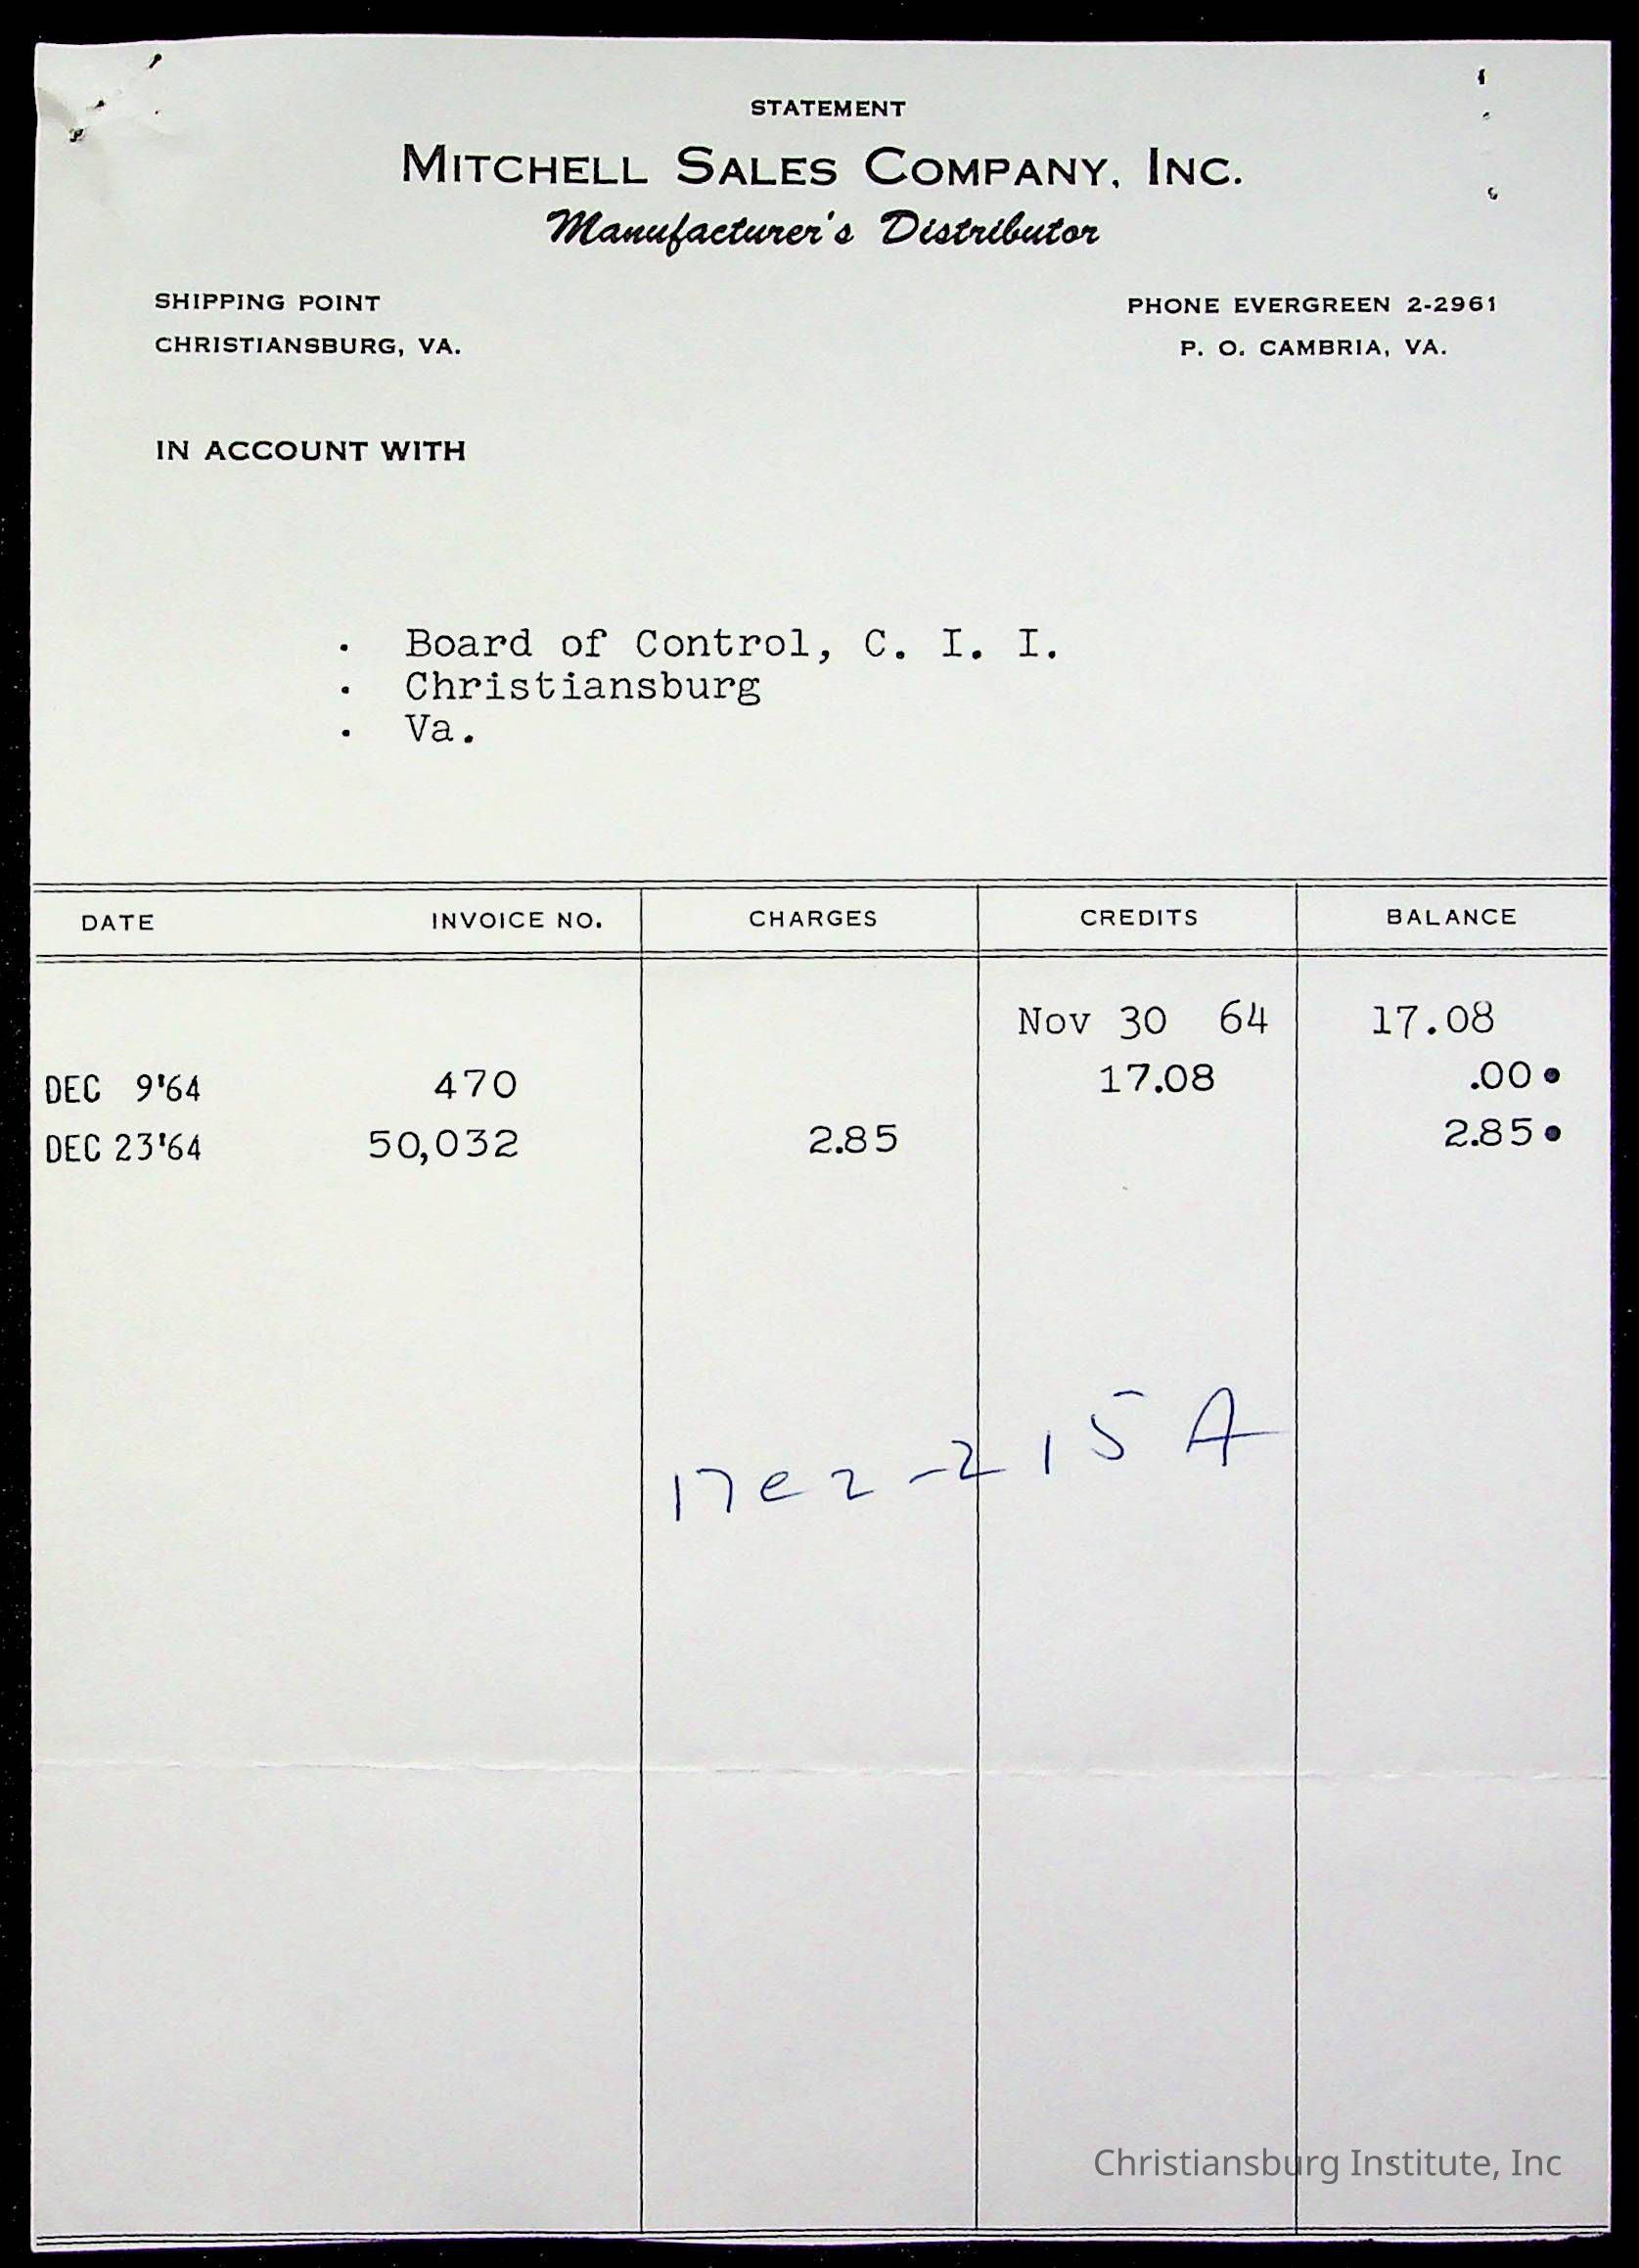 STATEMENT
MITCHELL SALES COMPANY, INC.
Manufacturer's Distributor
SHIPPING POINT
CHRISTIANSBURG, VA.
PHONE EVERGREEN 2-2961
P. O. CAMBRIA, VA.
IN ACCOUNT WITH
. Board of Control, C. I. I.
. Christiansburg
. Va.
DATE INVOICE NO. CHARGES CREDITS BALANCE
Nov 30 64 17.08
DEC 9'64 470 17.08 .00
DEC 23'64 50,032 2.85 2.85
17e2-215A
Christiansburg Institute, Inc